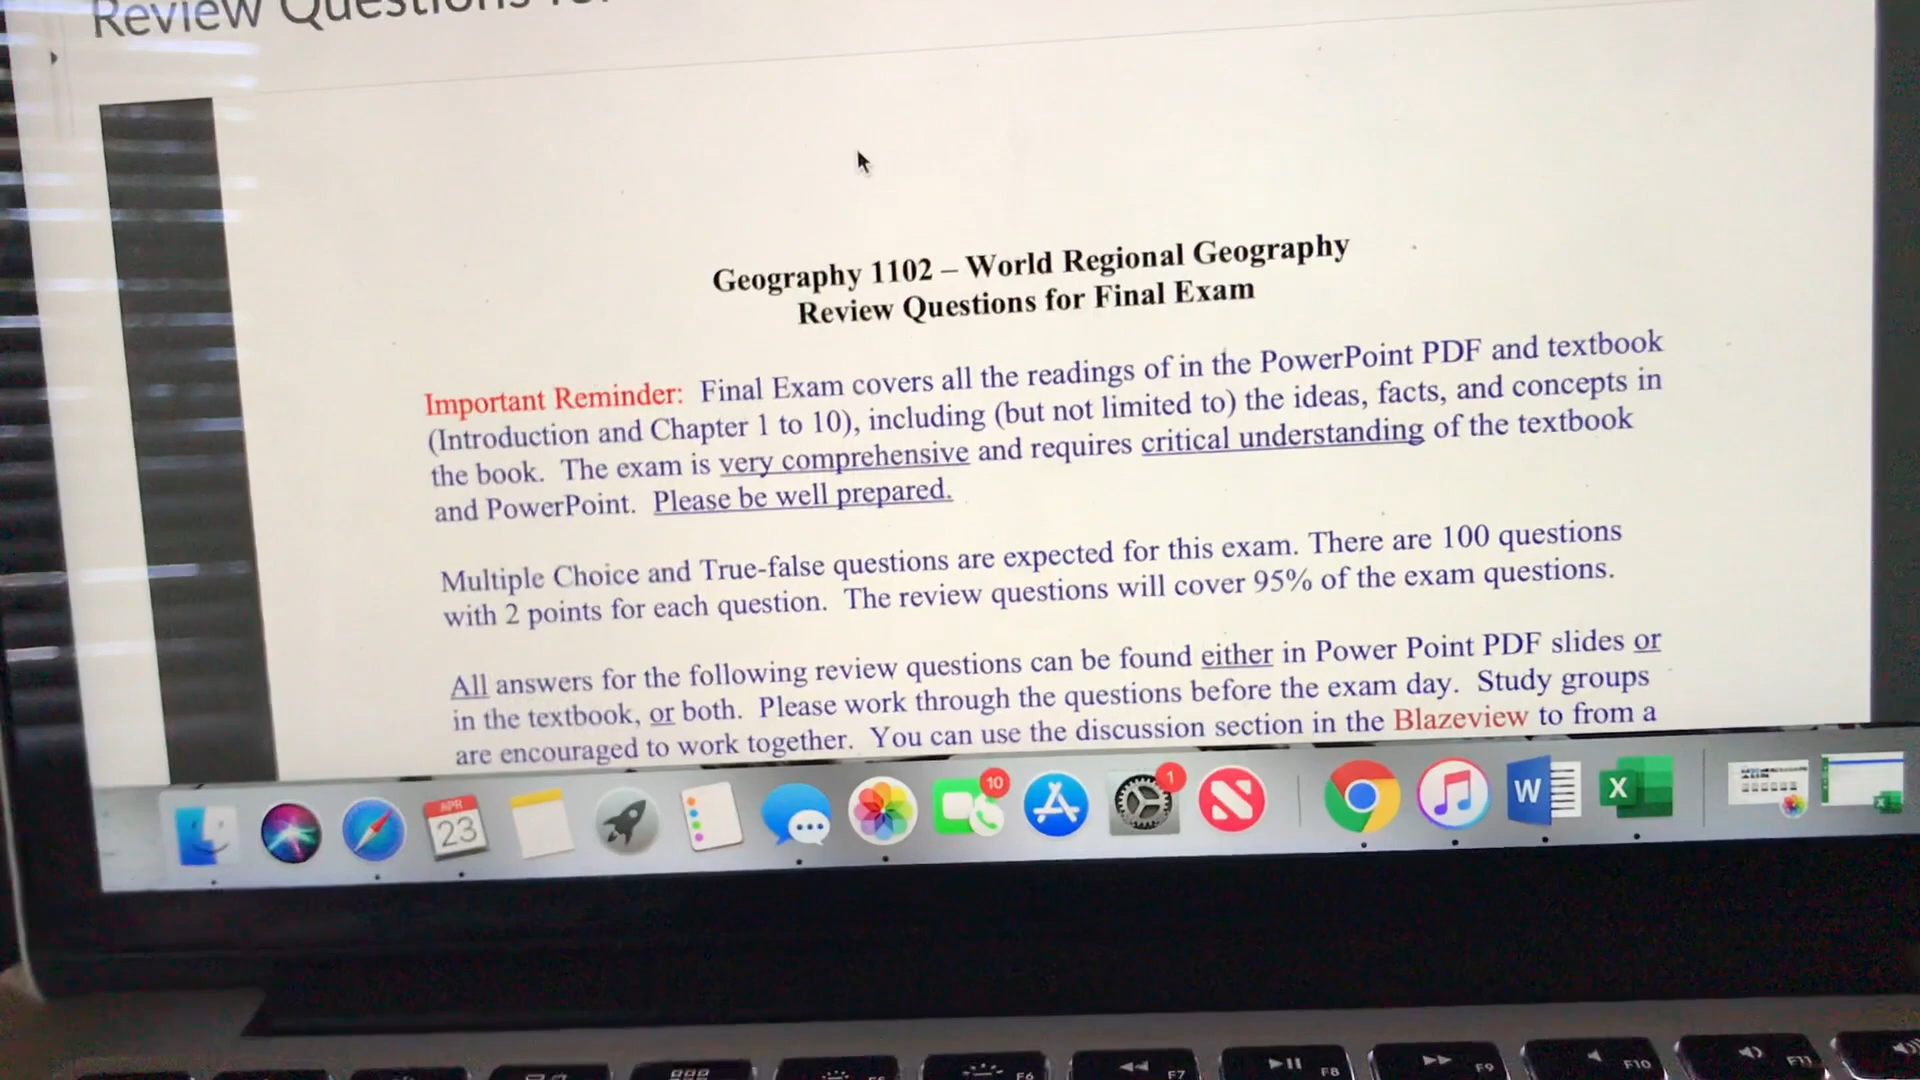 Review Questions
Geography 1102 – World Regional Geography
Review Questions for Final Exam
Important Reminder: Final Exam covers all the readings of in the PowerPoint PDF and textbook
(Introduction and Chapter 1 to 10), including (but not limited to) the ideas, facts, and concepts in
the book. The exam is very comprehensive and requires critical understanding of the textbook
and PowerPoint. Please be well prepared.
Multiple Choice and True-false questions are expected for this exam. There are 100 questions
with 2 points for each question. The review questions will cover 95% of the exam questions.
All answers for the following review questions can be found either in Power Point PDF slides or
in the textbook, or both. Please work through the questions before the exam day. Study groups
are encouraged to work together. You can use the discussion section in the Blazeview to from a
APR
23
10
1
W
X
F6
F7
F8
F9
F10
F11